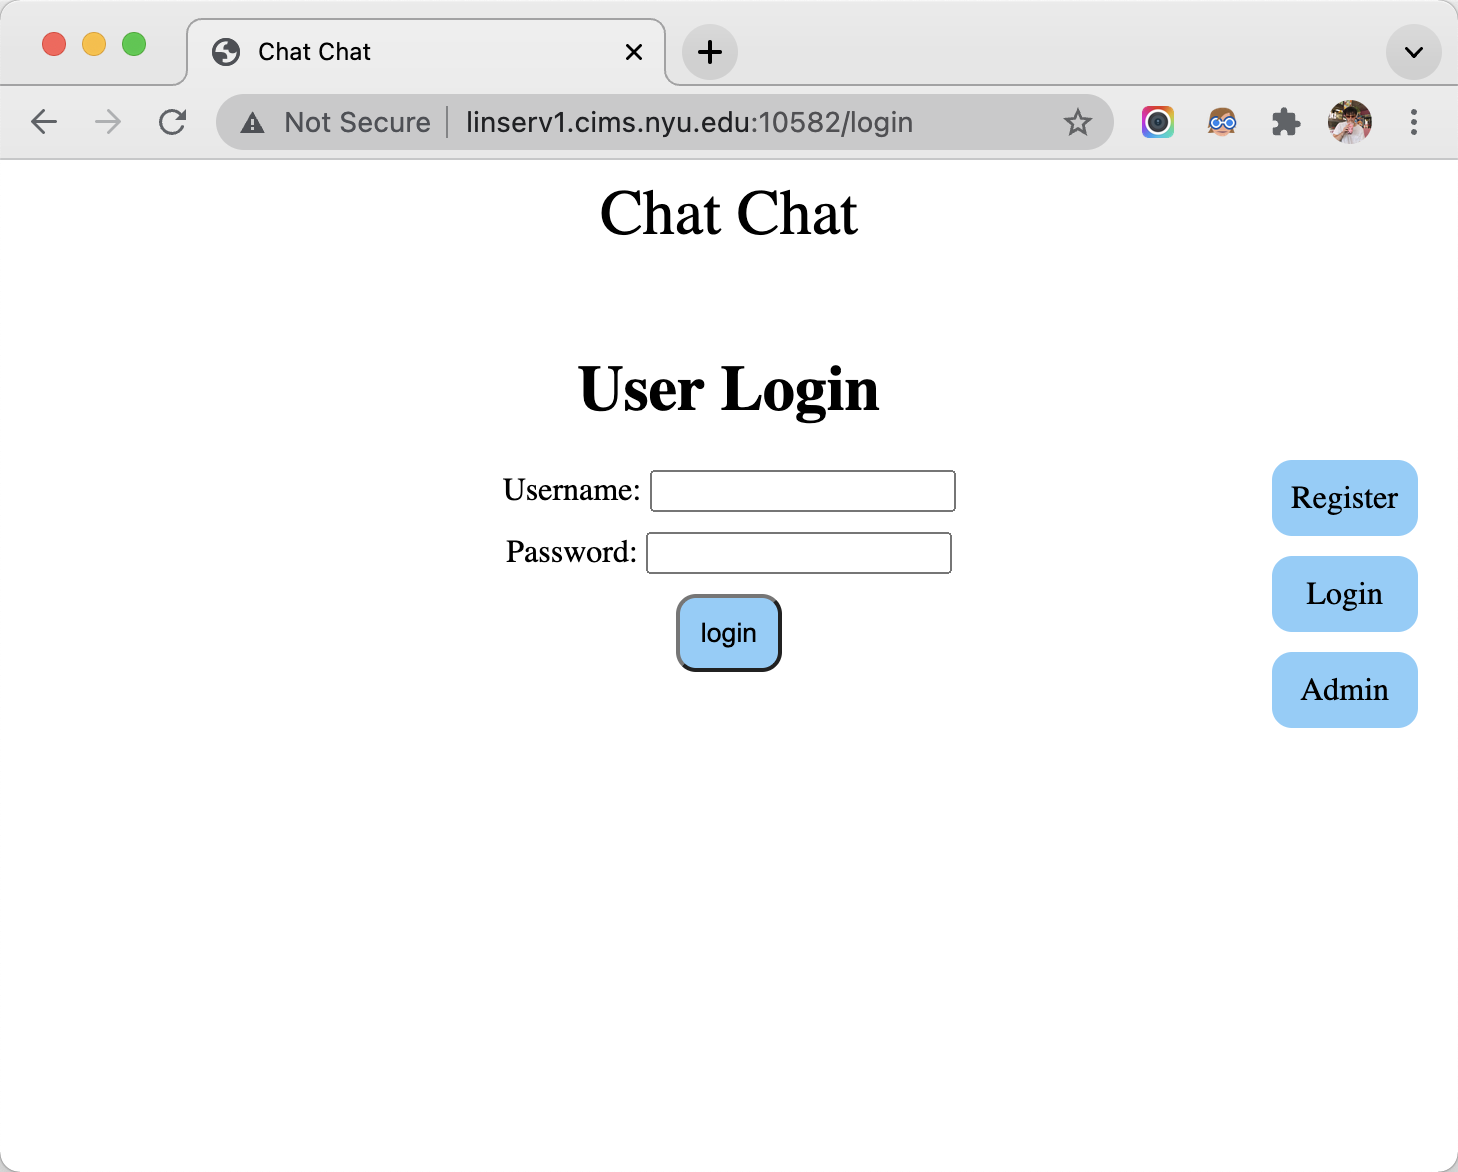 Chat Chat
Not Secure linserv1.cims.nyu.edu:10582/login
Chat Chat
User Login
Username:
Password:
login
Register
Login
Admin